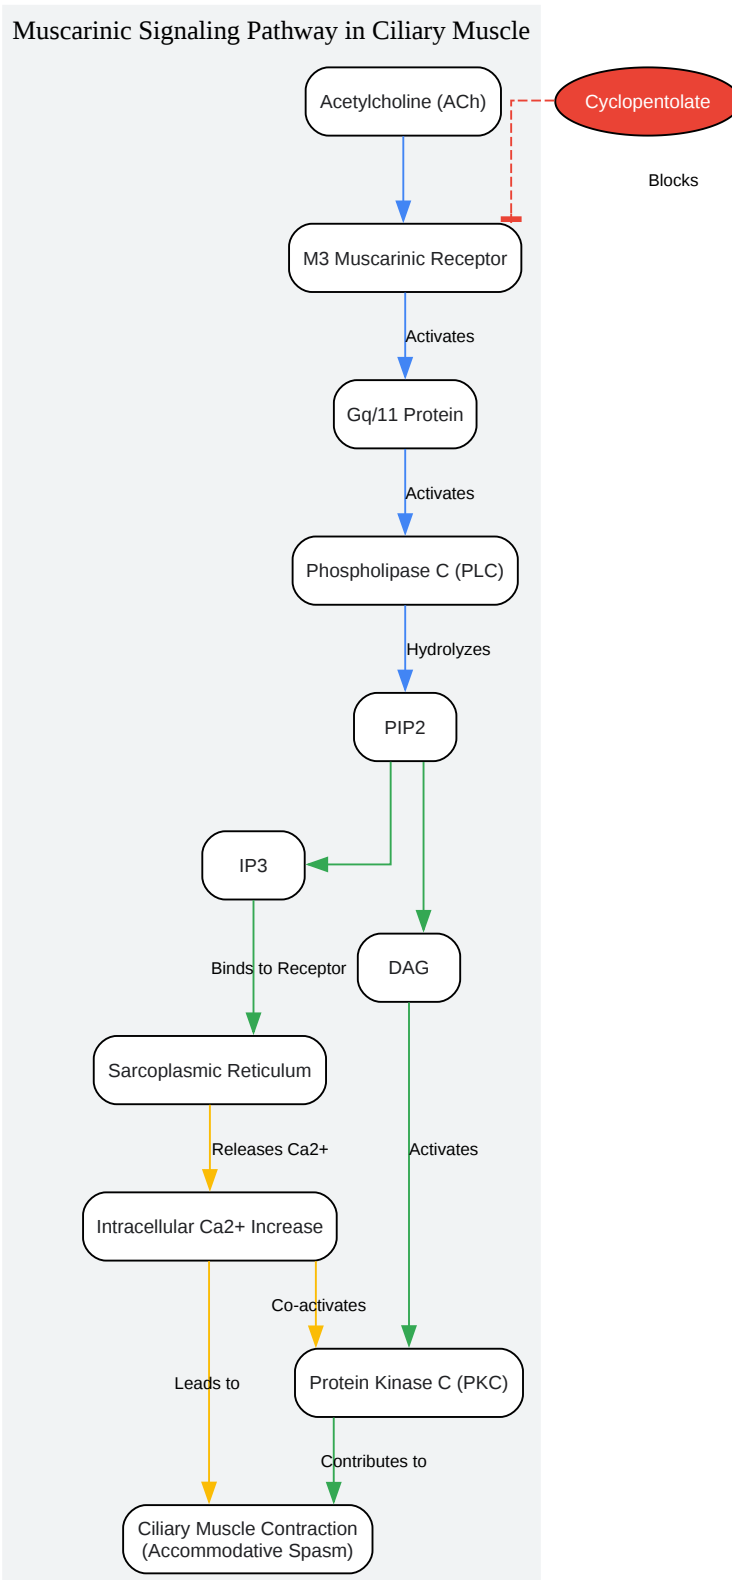 Muscarinic Signaling Pathway in Ciliary Muscle
Acetylcholine (ACh)
Cyclopentolate
Blocks
M3 Muscarinic Receptor
Activates
Gq/11 Protein
Activates
Phospholipase C (PLC)
Hydrolyzes
PIP2
IP3
Binds to Receptor
DAG
Sarcoplasmic Reticulum
Releases Ca2+
Activates
Intracellular Ca2+ Increase
Co-activates
Leads to
Protein Kinase C (PKC)
Contributes to
Ciliary Muscle Contraction
(Accommodative Spasm)